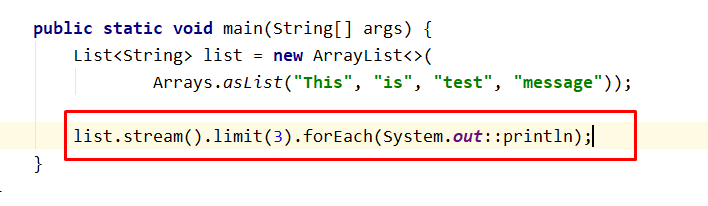 public static void main(String[] args) {
List<String> list = new ArrayList<>(
Arrays.asList("This", "is", "test", "message"));
list.stream().limit(3).forEach(System.out::println);
}